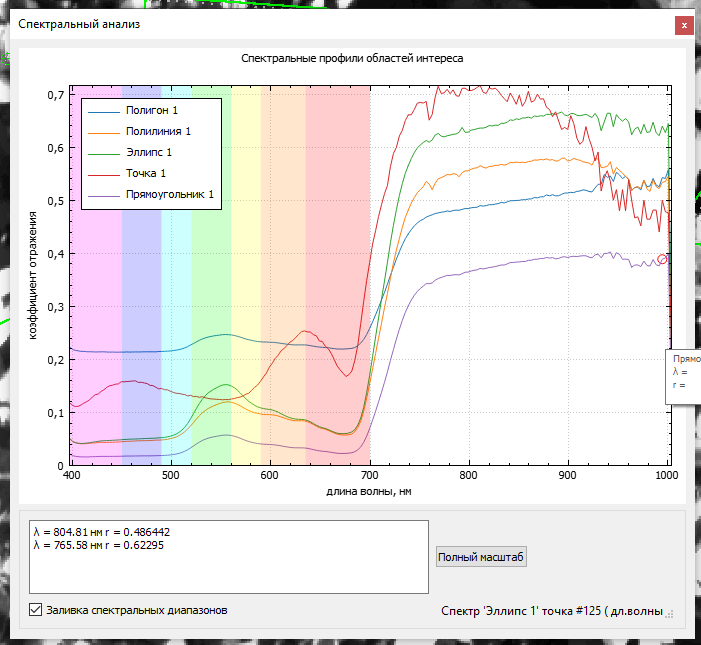 Спектральный анализ
x
Спектральные профили областей интереса
0,7
0,6
0,5
0,4
0,3
0,2
0,1
0
коэффициент отражения
Полигон 1
Полилиния 1
Эллипс 1
Точка 1
Прямоугольник 1
400
500
600
700
800
900
1000
длина волны, нм
Прямо
λ =
r =
λ = 804.81 нм r = 0.486442
λ = 765.58 нм r = 0.62295
Полный масштаб
Заливка спектральных диапазонов
Спектр 'Эллипс 1' точка #125 ( дл.волны